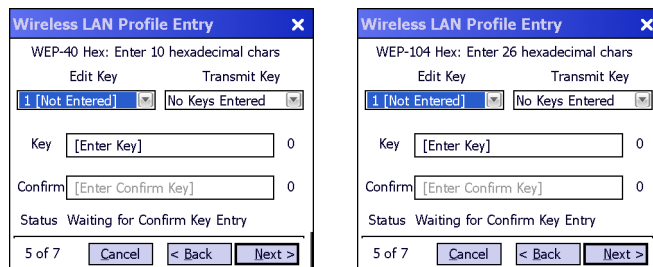 Wireless LAN Profile Entry
WEP-40 Hex: Enter 10 hexadecimal chars
Edit Key Transmit Key
1 [Not Entered] No Keys Entered
Key [Enter Key] 0
Confirm [Enter Confirm Key] 0
Status Waiting for Confirm Key Entry
5 of 7 Cancel < Back Next >
Wireless LAN Profile Entry
WEP-104 Hex: Enter 26 hexadecimal chars
Edit Key Transmit Key
1 [Not Entered] No Keys Entered
Key [Enter Key] 0
Confirm [Enter Confirm Key] 0
Status Waiting for Confirm Key Entry
5 of 7 Cancel < Back Next >